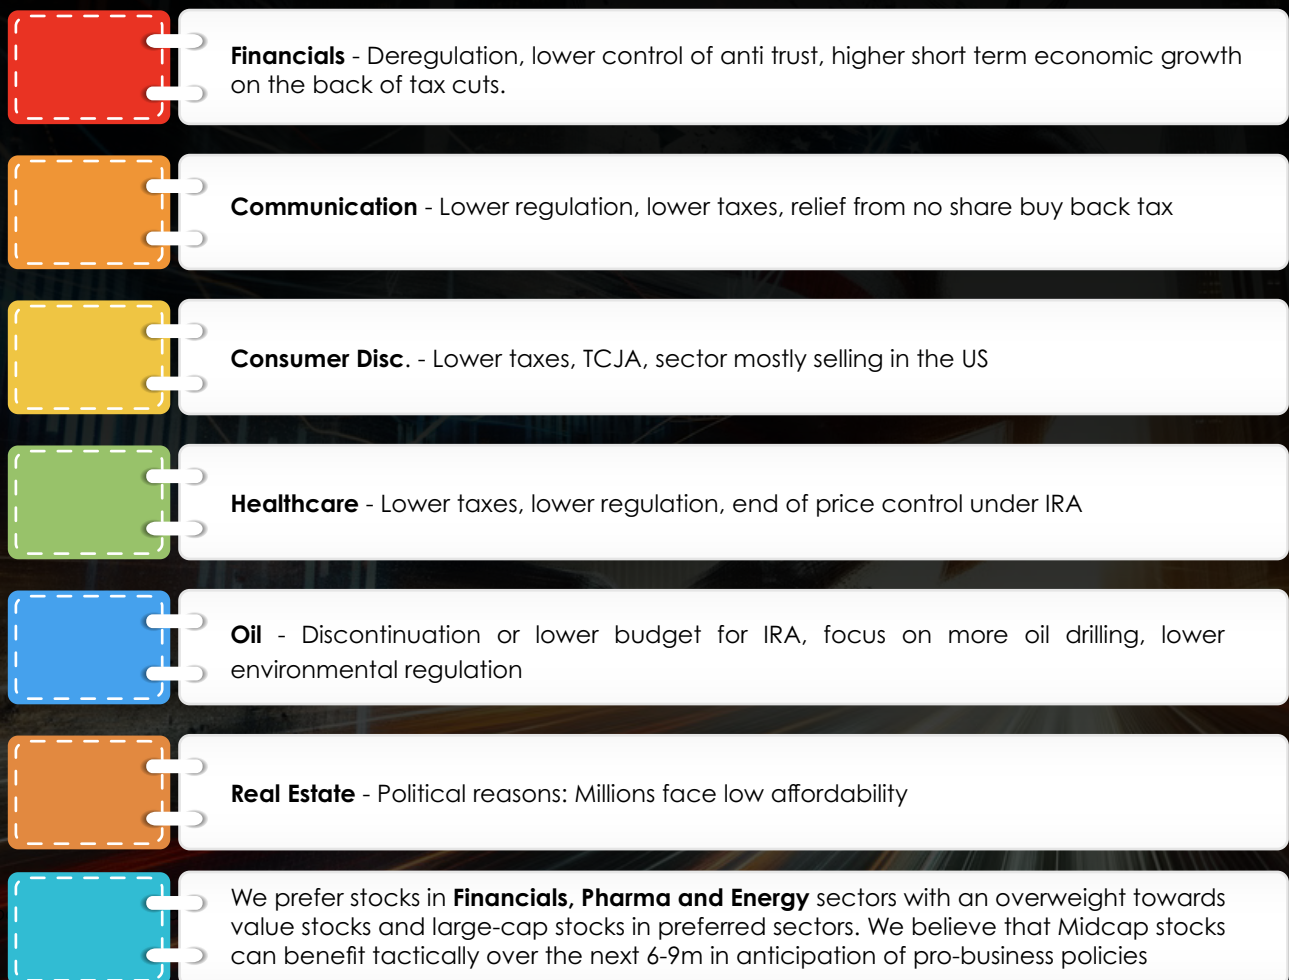 Financials - Deregulation, lower control of anti trust, higher short term economic growth
on the back of tax cuts.
Communication - Lower regulation, lower taxes, relief from no share buy back tax
Consumer Disc. - Lower taxes, TCJA, sector mostly selling in the US
Healthcare - Lower taxes, lower regulation, end of price control under IRA
Oil - Discontinuation or lower budget for IRA, focus on more oil drilling, lower
environmental regulation
Real Estate - Political reasons: Millions face low affordability
We prefer stocks in Financials, Pharma and Energy sectors with an overweight towards
value stocks and large-cap stocks in preferred sectors. We believe that Midcap stocks
can benefit tactically over the next 6-9m in anticipation of pro-business policies